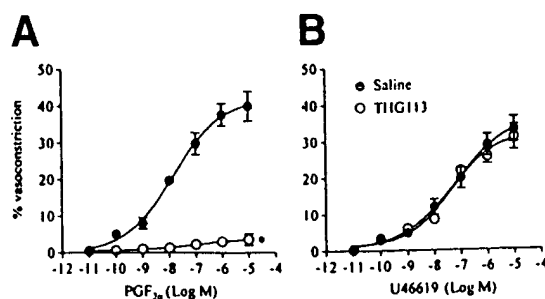 A
B
50
40
30
20
10
0
% vasoconstriction
-12 -11 -10 -9 -8 -7 -6 -5 -4
PGF2α (Log M)
50
40
30
20
10
0
Saline
THG113
-12 -11 -10 -9 -8 -7 -6 -5 -4
U46619 (Log M)